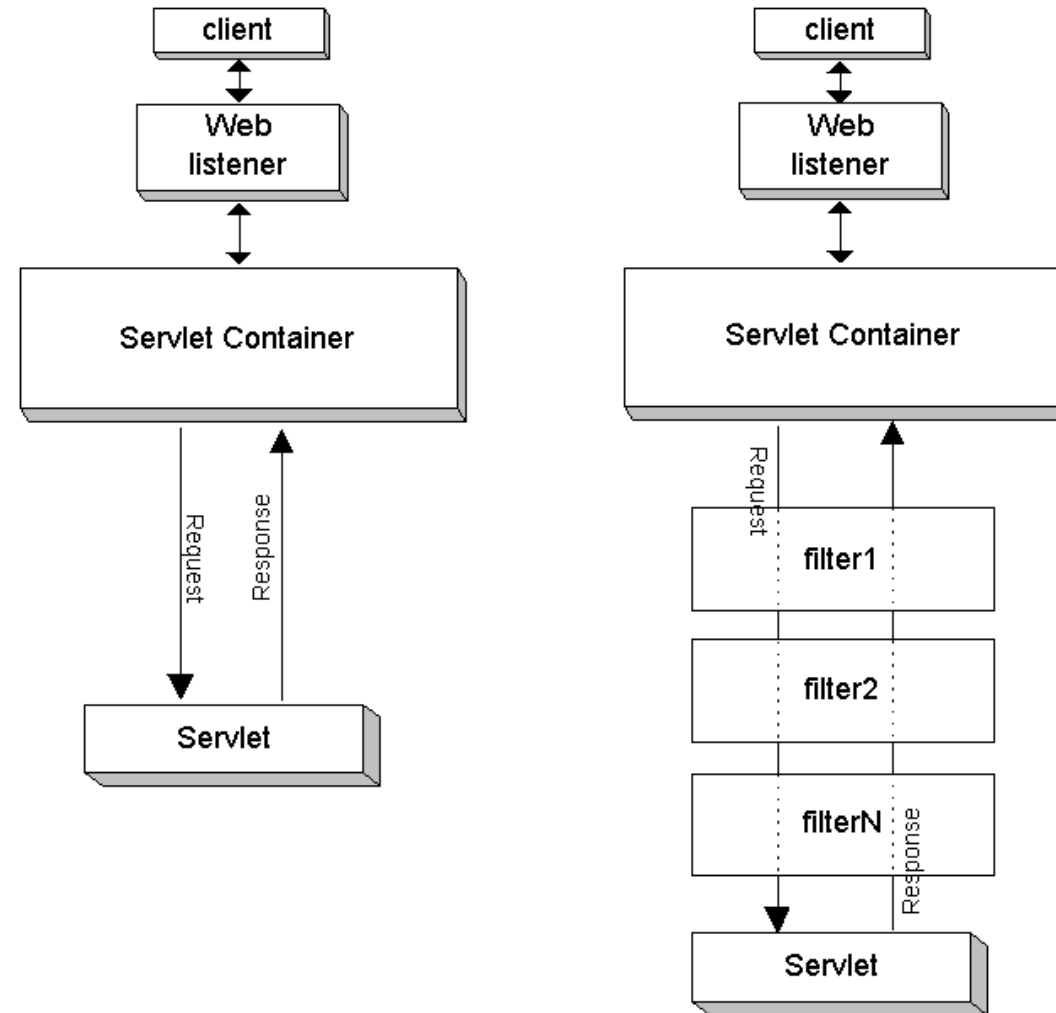 client
Web
listener
Servlet Container
Request
Response
Servlet
client
Web
listener
Servlet Container
Request
filter1
filter2
filterN
Response
Servlet